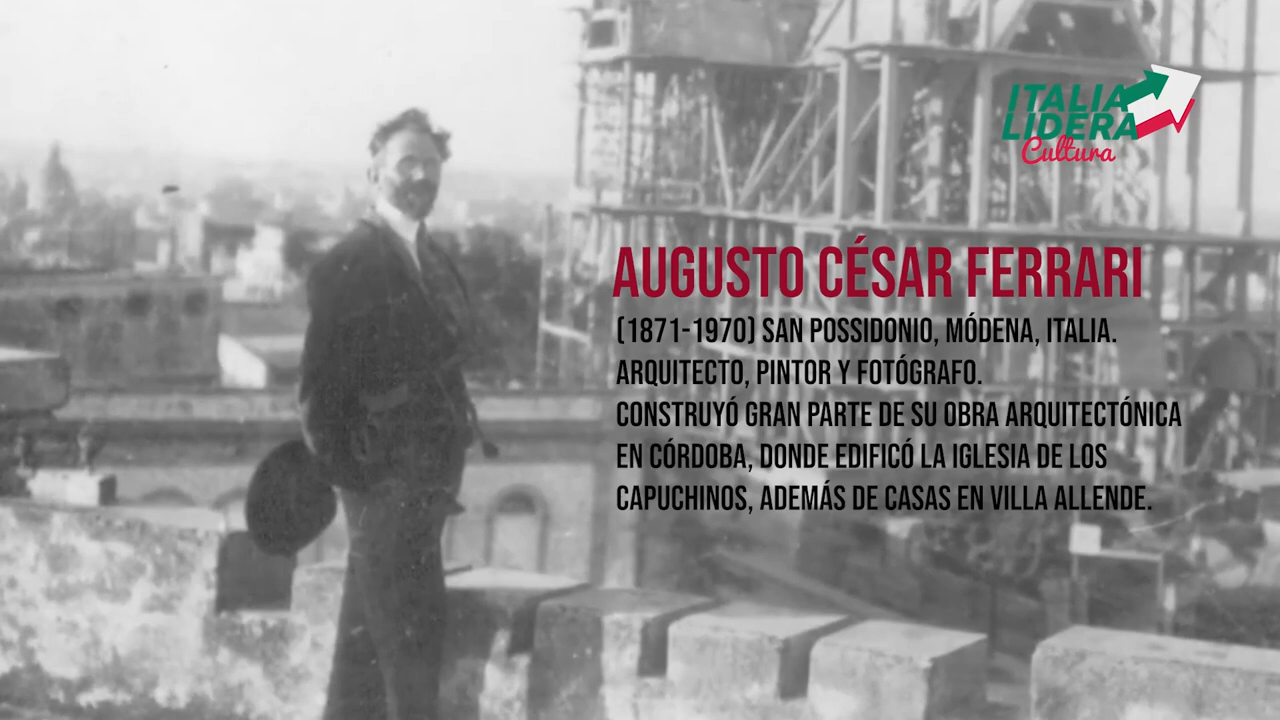 ITALIA
LIDERA
Cultura
AUGUSTO CÉSAR FERRARI
(1871-1970) SAN POSSIDONIO, MÓDENA, ITALIA.
ARQUITECTO, PINTOR Y FOTÓGRAFO.
CONSTRUYÓ GRAN PARTE DE SU OBRA ARQUITECTÓNICA
EN CÓRDOBA, DONDE EDIFICÓ LA IGLESIA DE LOS
CAPUCHINOS, ADEMÁS DE CASAS EN VILLA ALLENDE.